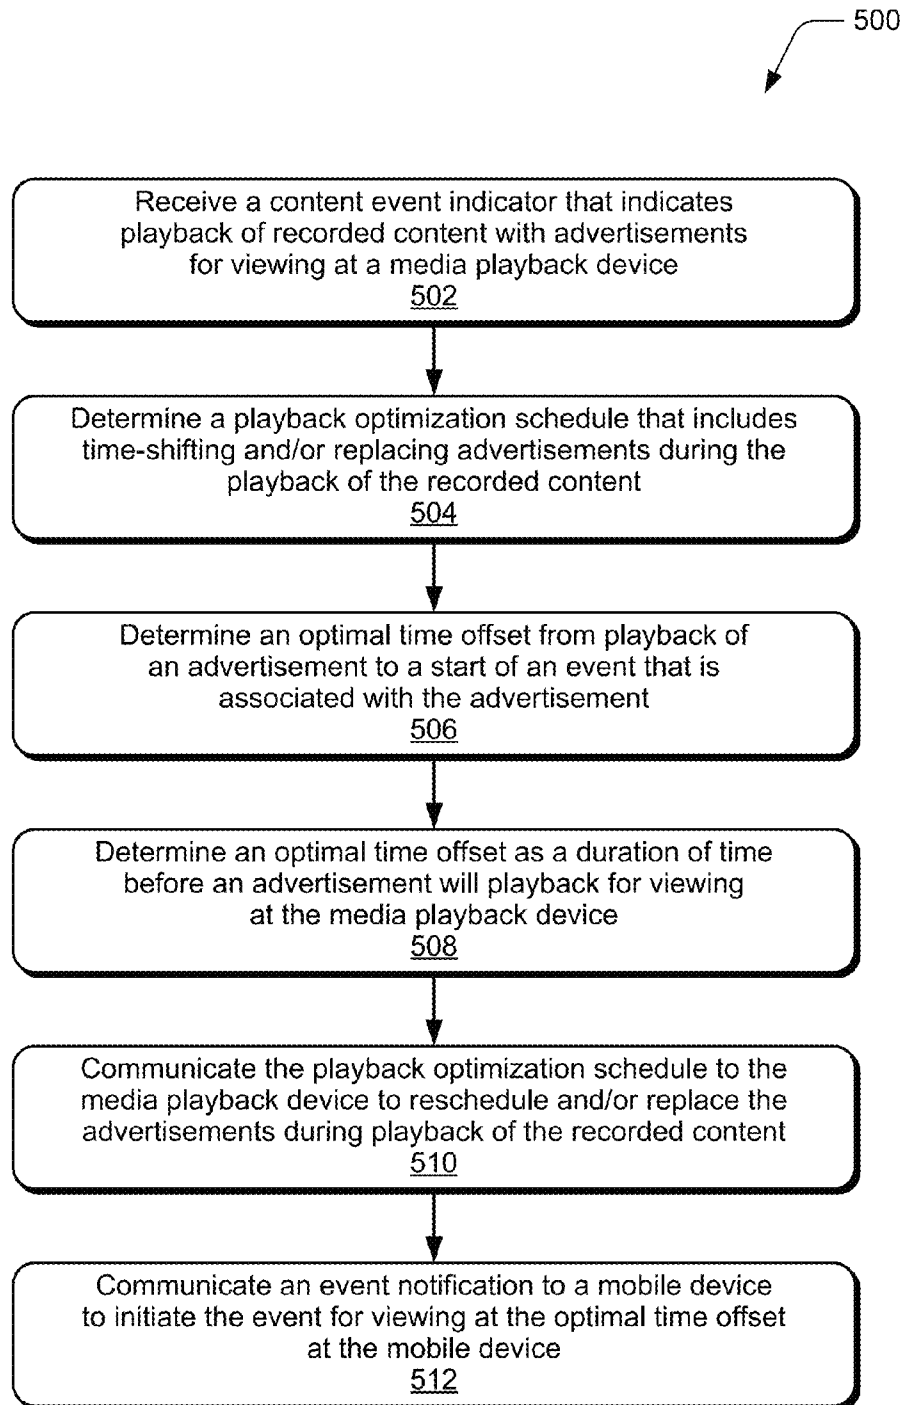 500
Receive a content event indicator that indicates
playback of recorded content with advertisements
for viewing at a media playback device
502
Determine a playback optimization schedule that includes
time-shifting and/or replacing advertisements during the
playback of the recorded content
504
Determine an optimal time offset from playback of
an advertisement to a start of an event that is
associated with the advertisement
506
Determine an optimal time offset as a duration of time
before an advertisement will playback for viewing
at the media playback device
508
Communicate the playback optimization schedule to the
media playback device to reschedule and/or replace the
advertisements during playback of the recorded content
510
Communicate an event notification to a mobile device
to initiate the event for viewing at the optimal time offset
at the mobile device
512